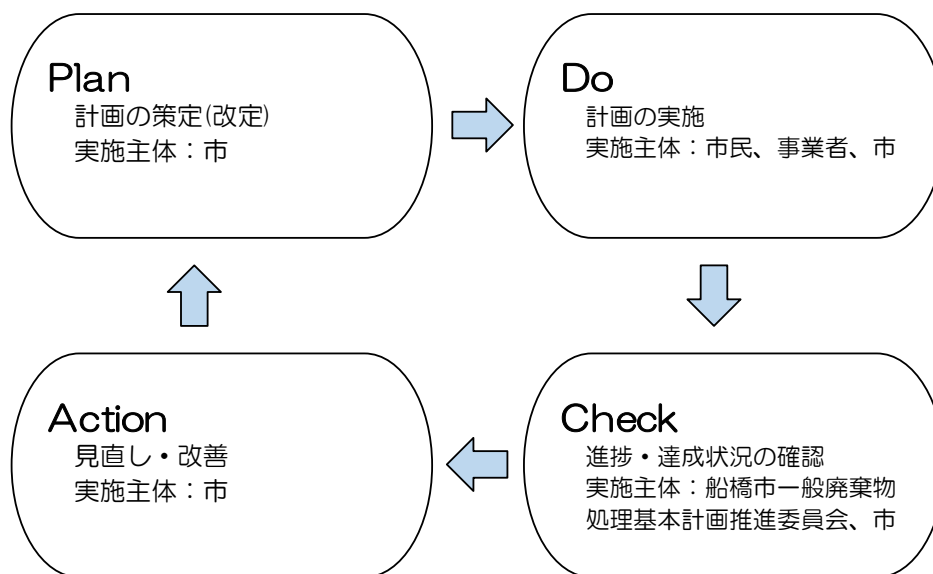 Plan
計画の策定(改定)
実施主体：市
Do
計画の実施
実施主体：市民、事業者、市
Action
見直し・改善
実施主体：市
Check
進捗・達成状況の確認
実施主体：船橋市一般廃棄物
処理基本計画推進委員会、市